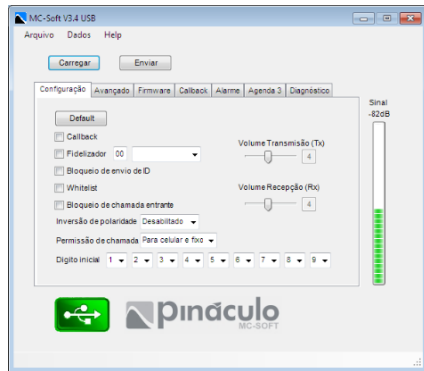 MC-Soft V3.4 USB
Arquivo Dados Help
Carregar Enviar
Configuração Avançado Firmware Callback Alarme Agenda 3 Diagnóstico
Sinal
-82dB
Default
Callback
Fidelizador 00
Bloqueio de envio de ID
Whitelist
Bloqueio de chamada entrante
Volume Transmissão (Tx)
4
Volume Recepção (Rx)
4
Inversão de polaridade Desabilitado
Permissão de chamada Para celular e fixo
Digito inicial 1 2 3 4 5 6 7 8 9
pináculo
MC-SOFT